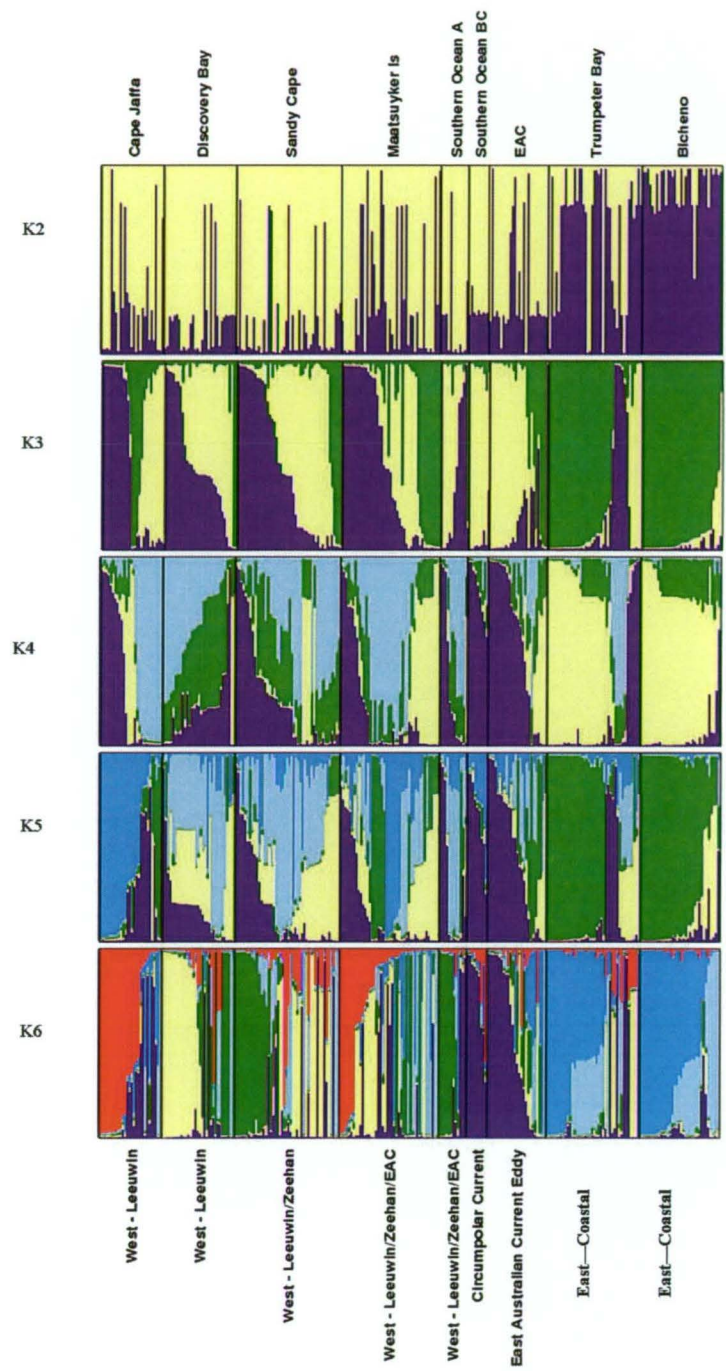 Cape Jaffa
Discovery Bay
Sandy Cape
Maatsuyker Is
Southern Ocean A
Southern Ocean BC
EAC
Trumpeter Bay
Bicheno
K2
K3
K4
K5
K6
West - Leeuwin
West - Leeuwin
West - Leeuwin/Zeehan
West - Leeuwin/Zeehan/EAC
West - Leeuwin/Zeehan/EAC
Circumpolar Current
East Australian Current Eddy
East—Coastal
East—Coastal